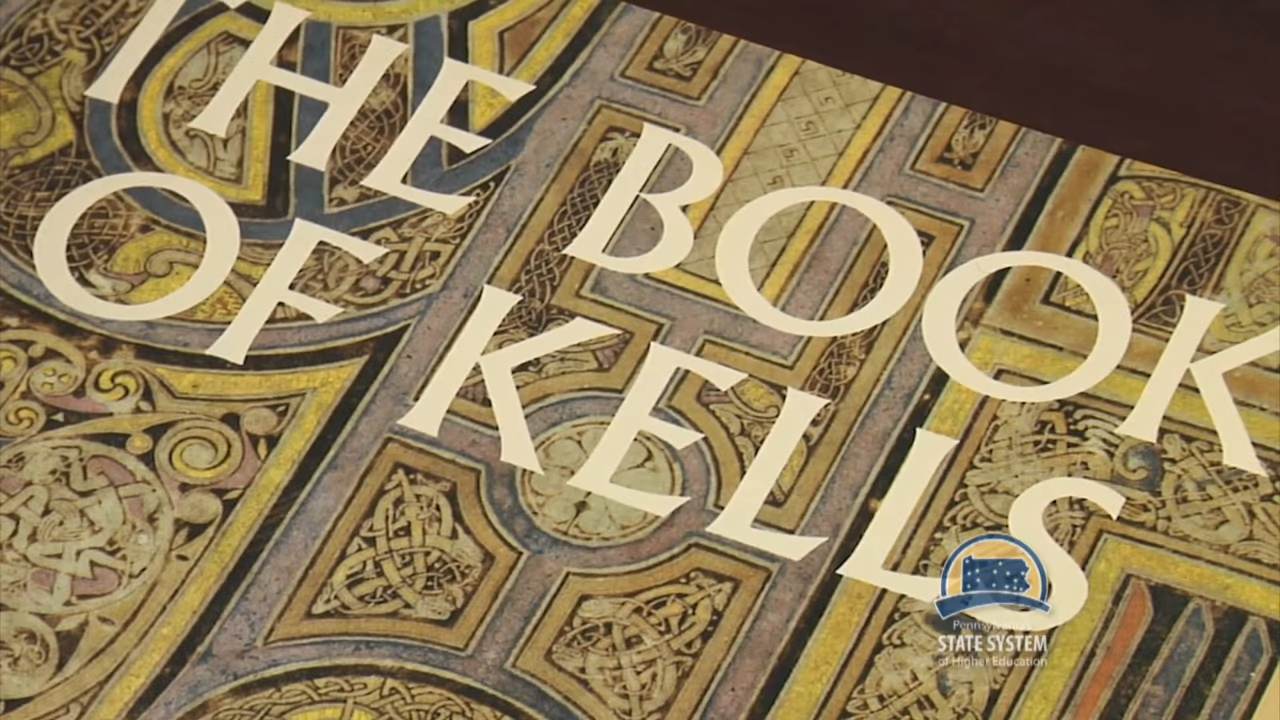 THE BOOK
OF KELLS
Pennsylvania's
STATE SYSTEM
of Higher Education